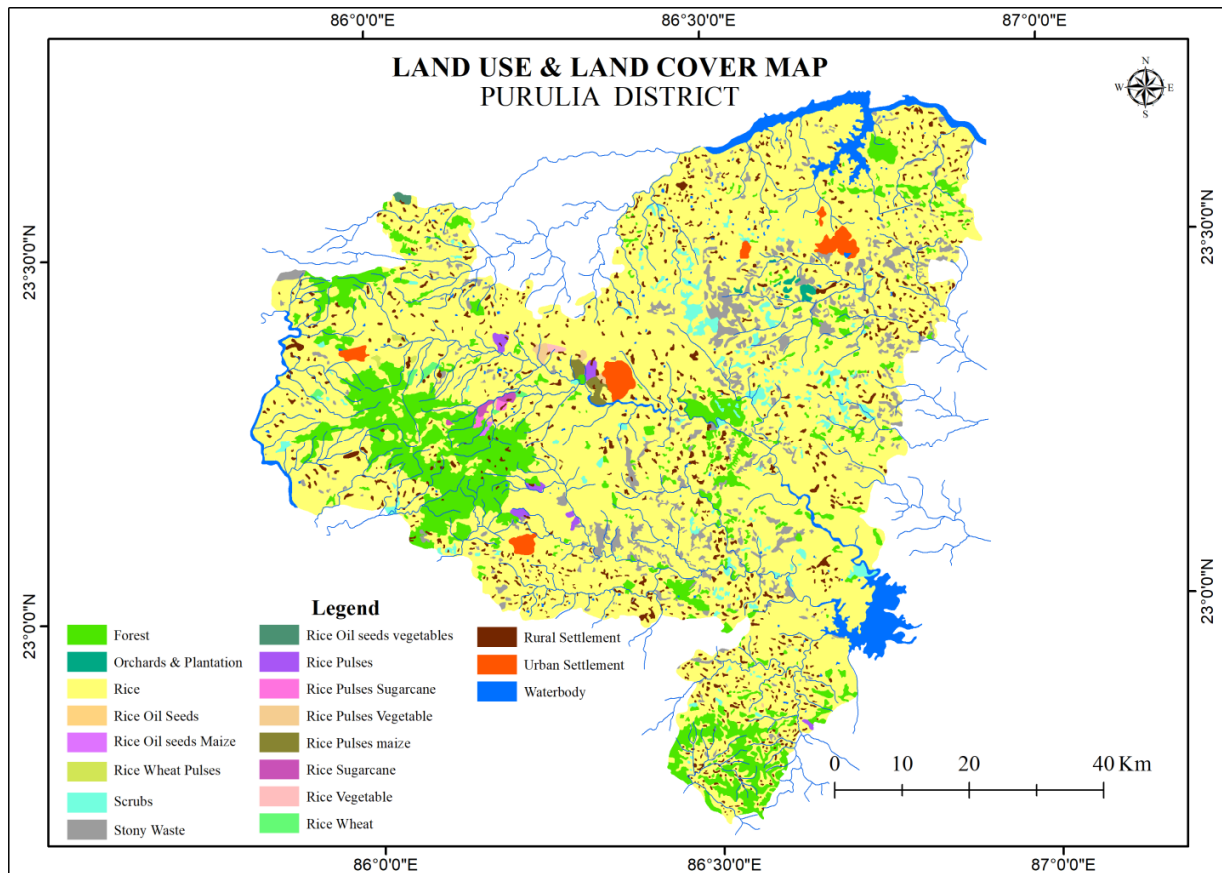 86°0'0"E
86°30'0"E
87°0'0"E
LAND USE & LAND COVER MAP
PURULIA DISTRICT
N
W
E
S
23°30'0"N
23°30'0"N
23°0'0"N
23°0'0"N
Legend
Forest
Orchards & Plantation
Rice
Rice Oil Seeds
Rice Oil seeds Maize
Rice Wheat Pulses
Scrubs
Stony Waste
Rice Oil seeds vegetables
Rice Pulses
Rice Pulses Sugarcane
Rice Pulses Vegetable
Rice Pulses maize
Rice Sugarcane
Rice Vegetable
Rice Wheat
Rural Settlement
Urban Settlement
Waterbody
0 10 20 40 Km
86°0'0"E
86°30'0"E
87°0'0"E